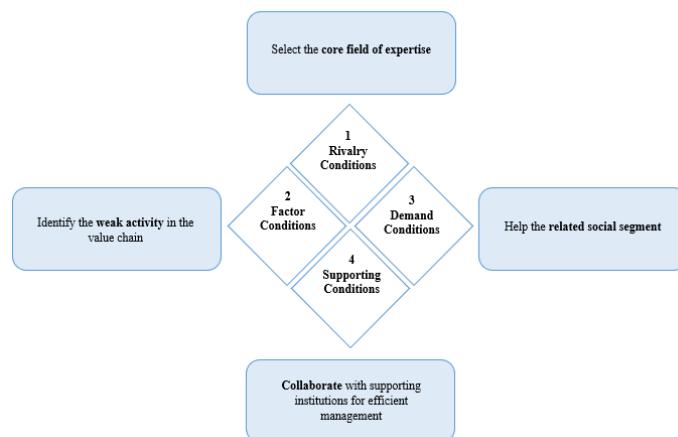 Select the core field of expertise
1
Rivalry
Conditions
2
Factor
Conditions
3
Demand
Conditions
Identify the weak activity in the
value chain
Help the related social segment
4
Supporting
Conditions
Collaborate with supporting
institutions for efficient
management